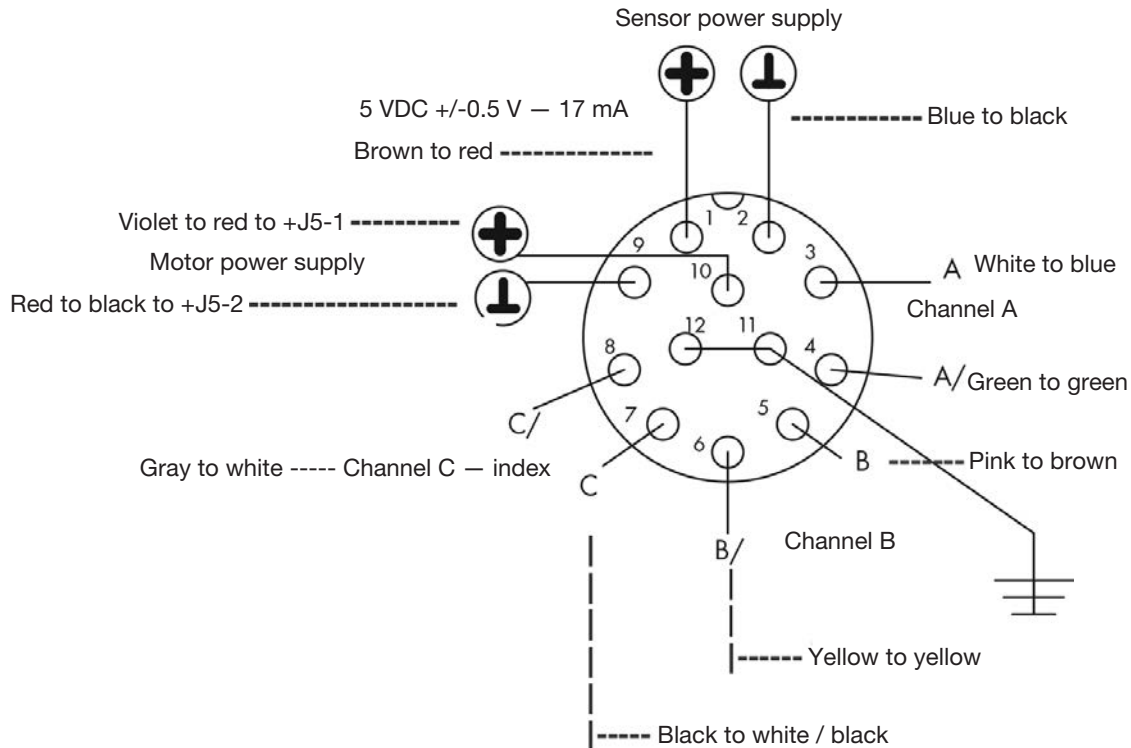 Sensor power supply
5 VDC +/-0.5 V — 17 mA
Blue to black
Brown to red
Violet to red to +J5-1
1
2
9
3
Motor power supply
10
A
White to blue
Red to black to +J5-2
Channel A
12
11
8
4
A/
Green to green
C/
7
5
6
B
Pink to brown
Gray to white ----- Channel C — index
C
B/
Channel B
Yellow to yellow
Black to white / black